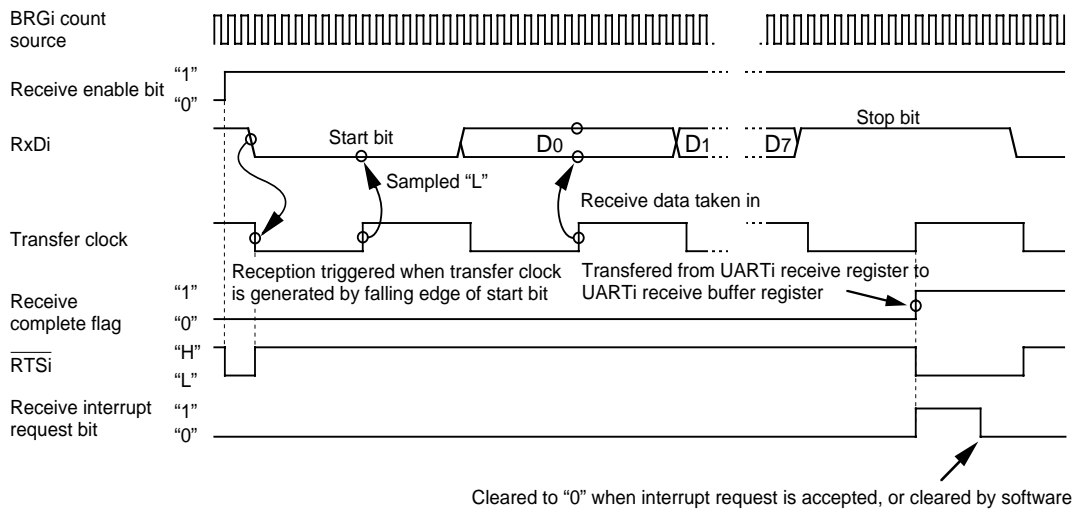 BRGi count
source
Receive enable bit
“1”
“0”
RxDi
Start bit
D0
D1
D7
Stop bit
Sampled “L”
Receive data taken in
Transfer clock
Reception triggered when transfer clock
is generated by falling edge of start bit
Transfered from UARTi receive register to
UARTi receive buffer register
Receive
complete flag
“1”
“0”
RTSi
“H”
“L”
Receive interrupt
request bit
“1”
“0”
Cleared to “0” when interrupt request is accepted, or cleared by software